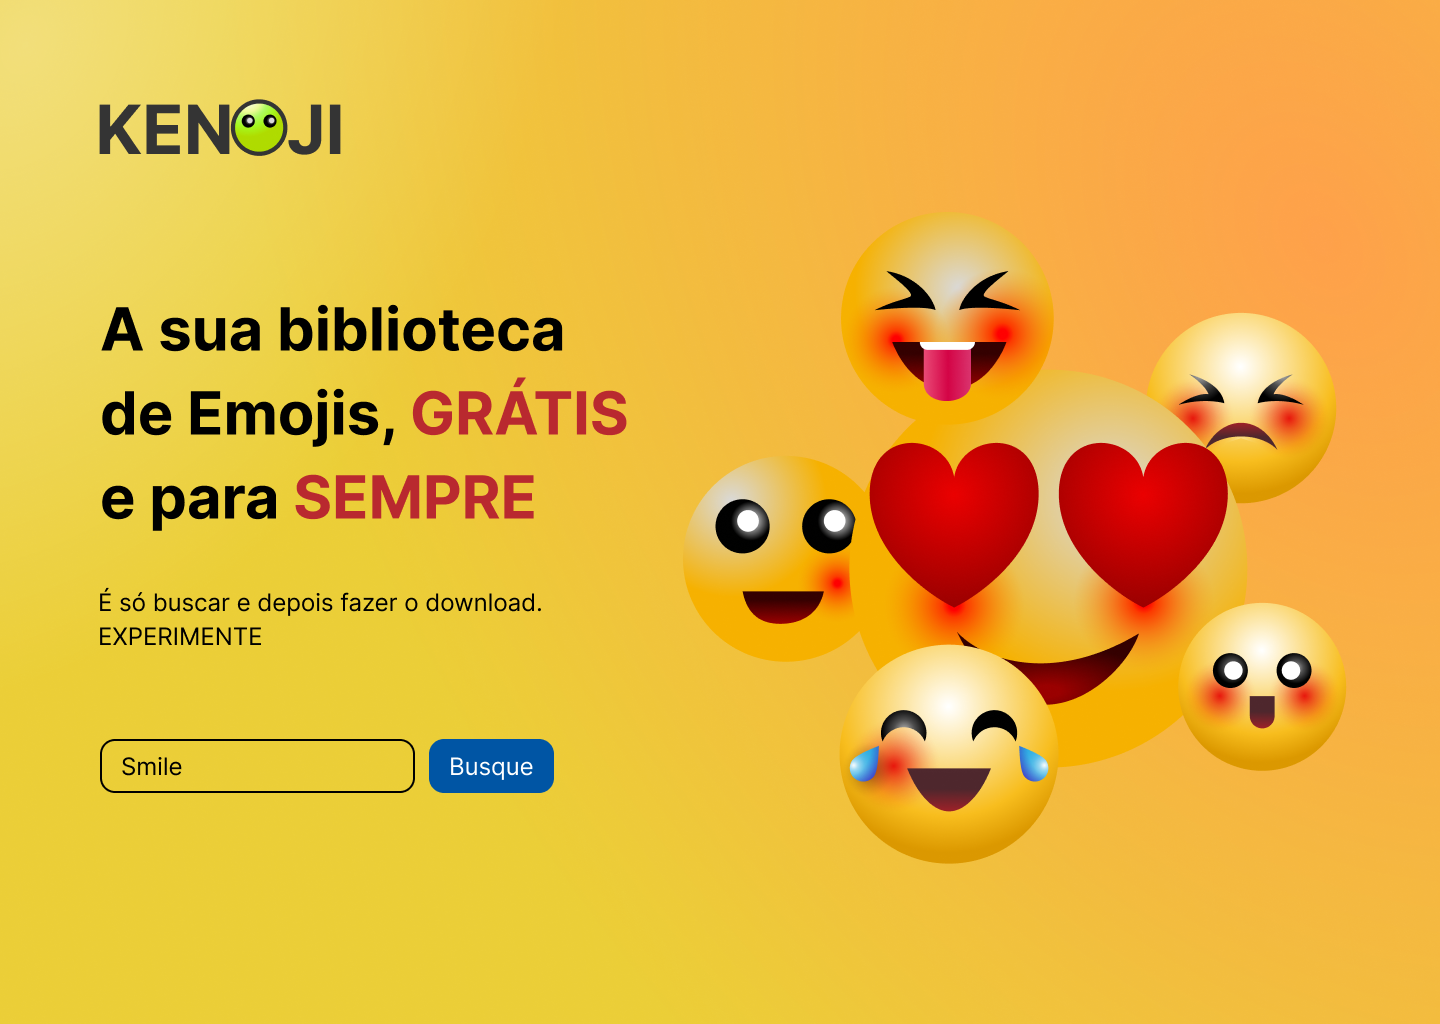 KENOJI
A sua biblioteca
de Emojis, GRÁTIS
e para SEMPRE
É só buscar e depois fazer o download.
EXPERIMENTE
Smile
Busque